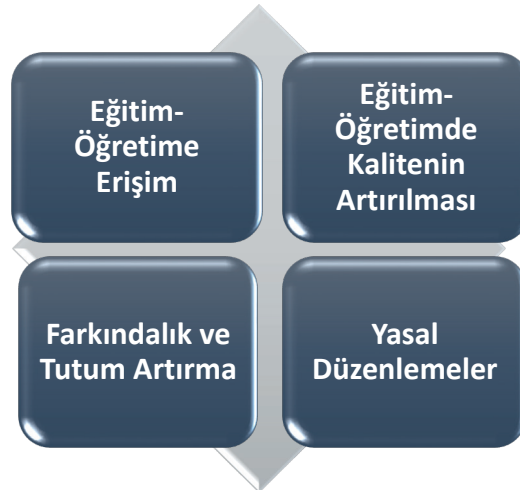 Eğitim-
Öğretime
Erişim
Eğitim-
Öğretimde
Kalitenin
Artırılması
Farkındalık ve
Tutum Artırma
Yasal
Düzenlemeler